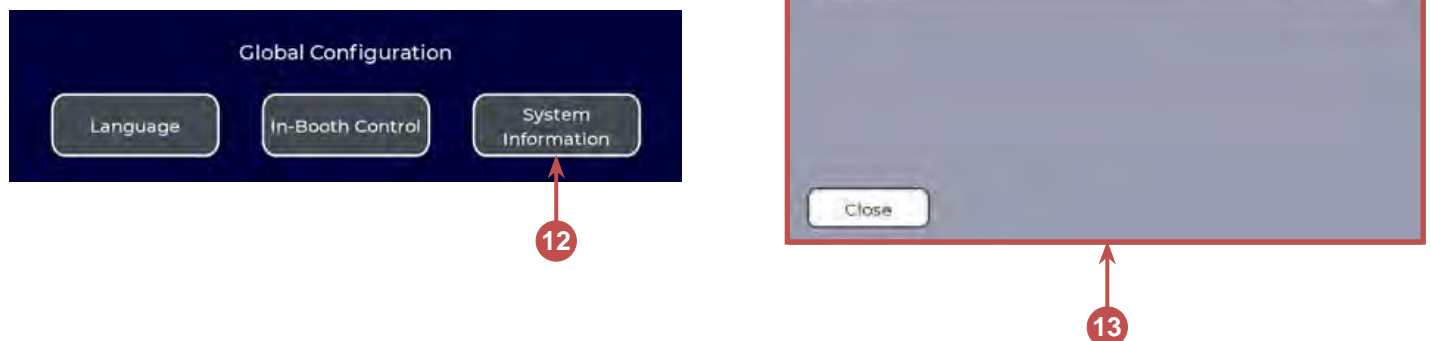 Global Configuration
Language
In-Booth Control
System
Information
12
Close
13